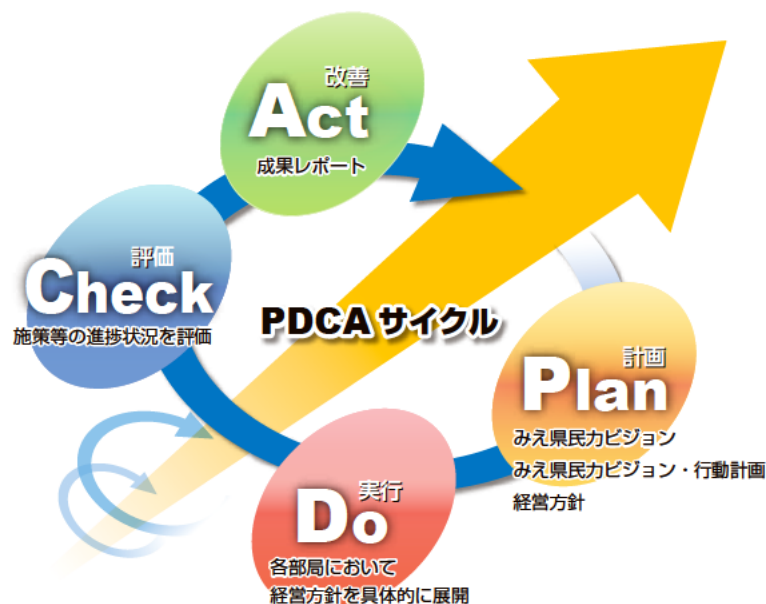 改善
Act
成果レポート
評価
Check
施策等の進捗状況を評価
PDCA サイクル
計画
Plan
みえ県民力ビジョン
みえ県民力ビジョン・行動計画
経営方針
実行
Do
各部局において
経営方針を具体的に展開